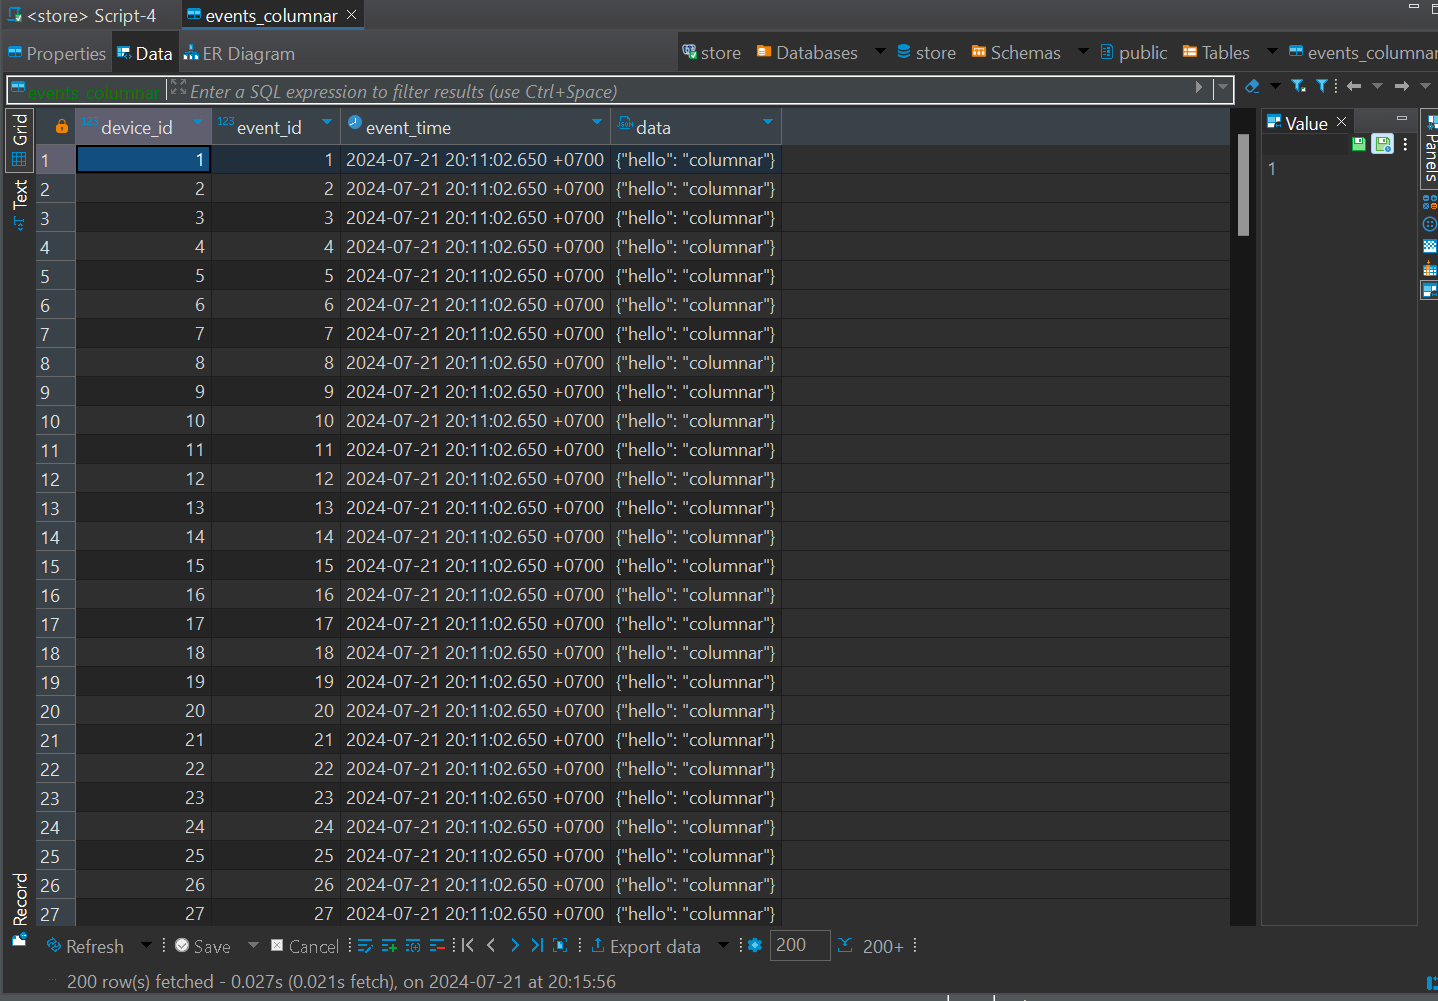 <store> Script-4 events_columnar
Properties Data ER Diagram store Databases store Schemas public Tables events_columnar
events_columnar Enter a SQL expression to filter results (use Ctrl+Space)
Grid
Text
Record
123 device_id 123 event_id event_time JSON data
1 1 1 2024-07-21 20:11:02.650 +0700 {"hello": "columnar"}
2 2 2 2024-07-21 20:11:02.650 +0700 {"hello": "columnar"}
3 3 3 2024-07-21 20:11:02.650 +0700 {"hello": "columnar"}
4 4 4 2024-07-21 20:11:02.650 +0700 {"hello": "columnar"}
5 5 5 2024-07-21 20:11:02.650 +0700 {"hello": "columnar"}
6 6 6 2024-07-21 20:11:02.650 +0700 {"hello": "columnar"}
7 7 7 2024-07-21 20:11:02.650 +0700 {"hello": "columnar"}
8 8 8 2024-07-21 20:11:02.650 +0700 {"hello": "columnar"}
9 9 9 2024-07-21 20:11:02.650 +0700 {"hello": "columnar"}
10 10 10 2024-07-21 20:11:02.650 +0700 {"hello": "columnar"}
11 11 11 2024-07-21 20:11:02.650 +0700 {"hello": "columnar"}
12 12 12 2024-07-21 20:11:02.650 +0700 {"hello": "columnar"}
13 13 13 2024-07-21 20:11:02.650 +0700 {"hello": "columnar"}
14 14 14 2024-07-21 20:11:02.650 +0700 {"hello": "columnar"}
15 15 15 2024-07-21 20:11:02.650 +0700 {"hello": "columnar"}
16 16 16 2024-07-21 20:11:02.650 +0700 {"hello": "columnar"}
17 17 17 2024-07-21 20:11:02.650 +0700 {"hello": "columnar"}
18 18 18 2024-07-21 20:11:02.650 +0700 {"hello": "columnar"}
19 19 19 2024-07-21 20:11:02.650 +0700 {"hello": "columnar"}
20 20 20 2024-07-21 20:11:02.650 +0700 {"hello": "columnar"}
21 21 21 2024-07-21 20:11:02.650 +0700 {"hello": "columnar"}
22 22 22 2024-07-21 20:11:02.650 +0700 {"hello": "columnar"}
23 23 23 2024-07-21 20:11:02.650 +0700 {"hello": "columnar"}
24 24 24 2024-07-21 20:11:02.650 +0700 {"hello": "columnar"}
25 25 25 2024-07-21 20:11:02.650 +0700 {"hello": "columnar"}
26 26 26 2024-07-21 20:11:02.650 +0700 {"hello": "columnar"}
27 27 27 2024-07-21 20:11:02.650 +0700 {"hello": "columnar"}
Value
1
Panels
Refresh Save Cancel Export data 200 200+
200 row(s) fetched - 0.027s (0.021s fetch), on 2024-07-21 at 20:15:56